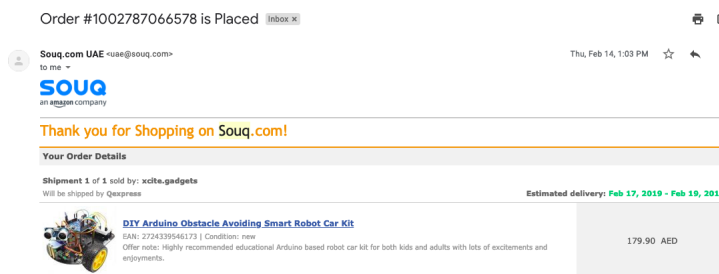 Order #1002787066578 is Placed Inbox ×
Souq.com UAE <uae@souq.com> Thu, Feb 14, 1:03 PM
to me
SOUQ
an amazon company
Thank you for Shopping on Souq.com!
Your Order Details
Shipment 1 of 1 sold by: xcite.gadgets
Will be shipped by Qexpress Estimated delivery: Feb 17, 2019 - Feb 19, 201
DIY Arduino Obstacle Avoiding Smart Robot Car Kit
EAN: 2724339546173 | Condition: new
179.90 AED
Offer note: Highly recommended educational Arduino based robot car kit for both kids and adults with lots of excitements and
enjoyments.